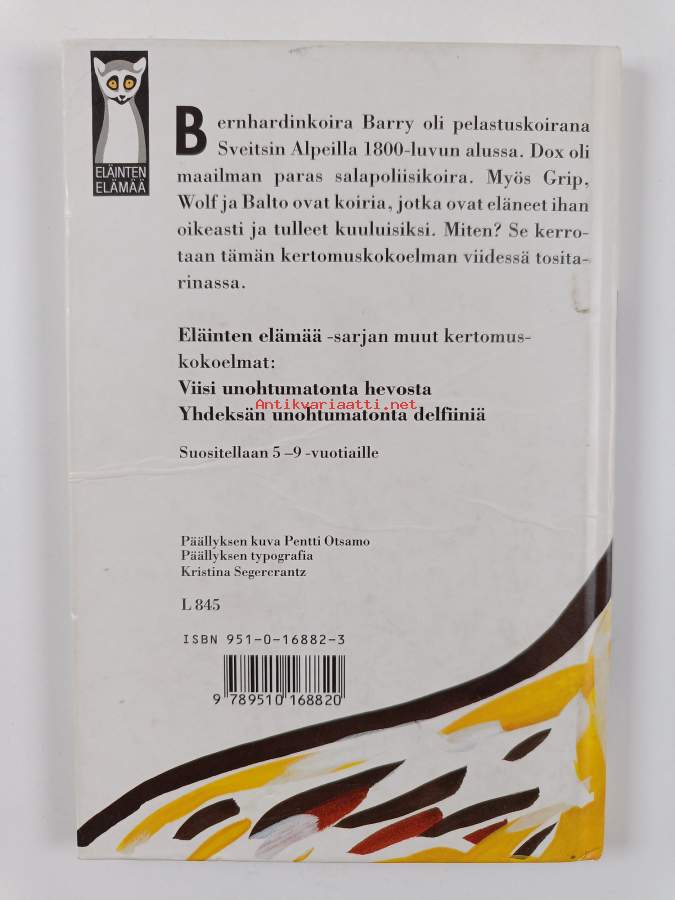 ELÄINTEN
ELÄMÄÄ
Bernhardinkoira Barry oli pelastuskoirana
Sveitsin Alpeilla 1800-luvun alussa. Dox oli
maailman paras salapoliisikoira. Myös Grip,
Wolf ja Balto ovat koiria, jotka ovat eläneet ihan
oikeasti ja tulleet kuuluisiksi. Miten? Se kerro-
taan tämän kertomuskokoelman viidessä tosita-
rinassa.
Eläinten elämää -sarjan muut kertomus-
kokoelmat:
Viisi unohtumatonta hevosta
Antikvariaatti.net
Yhdeksän unohtumatonta delfiiniä
Suositellaan 5–9-vuotiaille
Päällyksen kuva Pentti Otsamo
Päällyksen typografia
Kristina Segercrantz
L 845
ISBN 951-0-16882-3
9 789510 168820